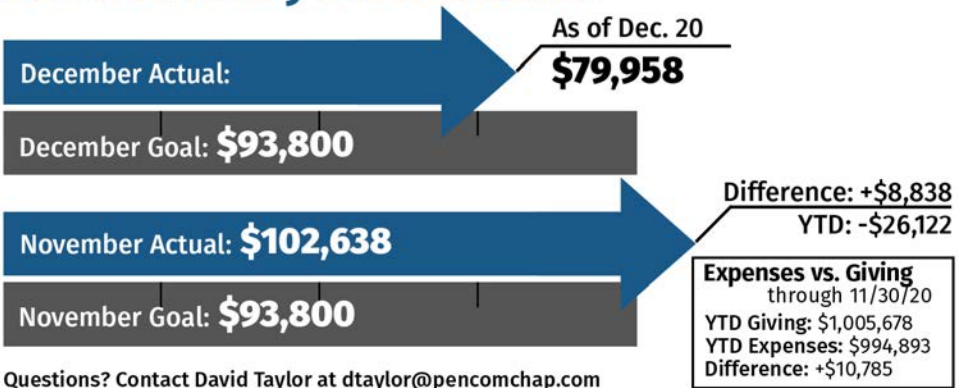 As of Dec. 20
December Actual:
$79,958
December Goal: $93,800
Difference: +$8,838
YTD: -$26,122
November Actual: $102,638
November Goal: $93,800
Expenses vs. Giving
through 11/30/20
YTD Giving: $1,005,678
YTD Expenses: $994,893
Difference: +$10,785
Questions? Contact David Taylor at dtaylor@pencomchap.com